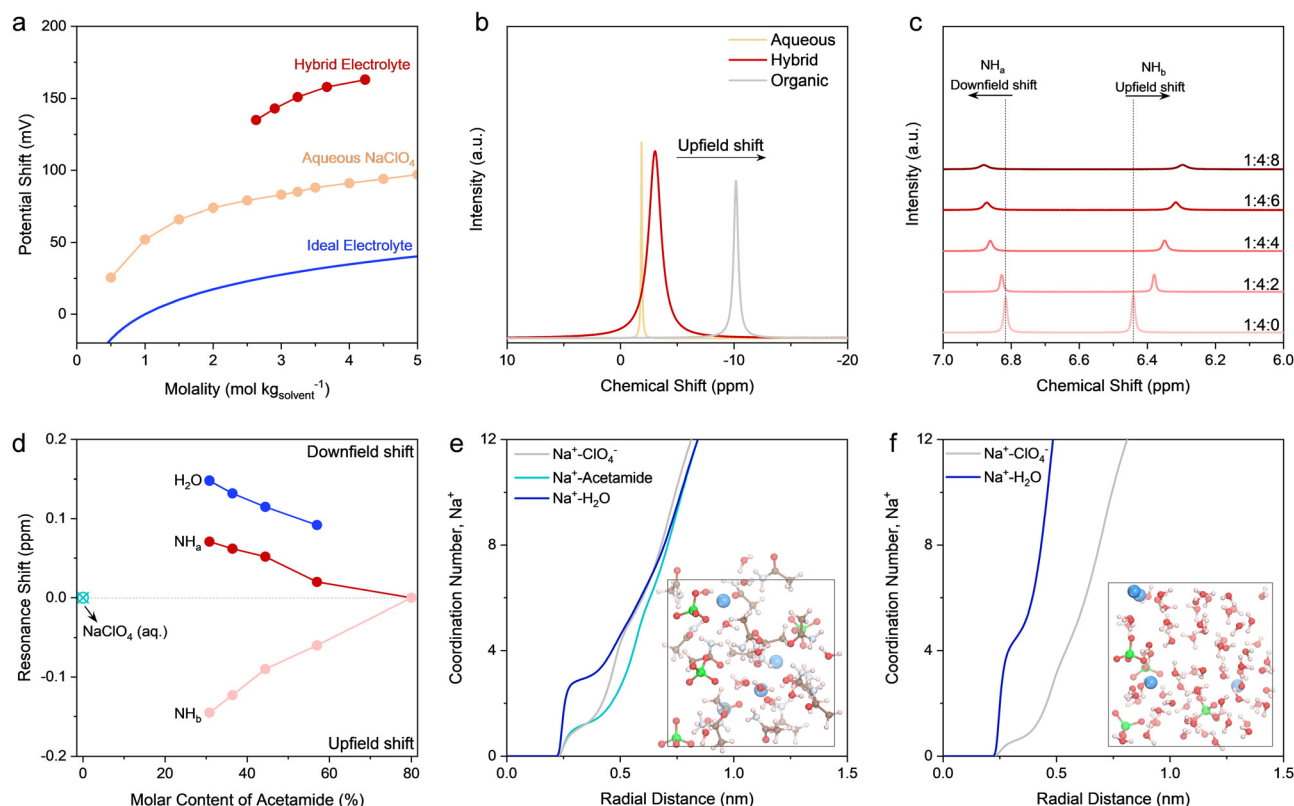 a
200
150
100
50
0
Potential Shift (mV)
Hybrid Electrolyte
Aqueous NaClO₄
Ideal Electrolyte
0 1 2 3 4 5
Molality (mol kgsolvent⁻¹)
b
Intensity (a.u.)
Aqueous
Hybrid
Organic
Upfield shift
10 0 -10 -20
Chemical Shift (ppm)
c
Intensity (a.u.)
NHₐ
Downfield shift
NH_b
Upfield shift
1:4:8
1:4:6
1:4:4
1:4:2
1:4:0
7.0 6.8 6.6 6.4 6.2 6.0
Chemical Shift (ppm)
d
0.2
0.1
0.0
-0.1
-0.2
Resonance Shift (ppm)
Downfield shift
H₂O
NHₐ
NaClO₄ (aq.)
NH_b
Upfield shift
0 20 40 60 80
Molar Content of Acetamide (%)
e
12
8
4
0
Coordination Number, Na⁺
Na⁺-ClO₄⁻
Na⁺-Acetamide
Na⁺-H₂O
0.0 0.5 1.0 1.5
Radial Distance (nm)
f
12
8
4
0
Coordination Number, Na⁺
Na⁺-ClO₄⁻
Na⁺-H₂O
0.0 0.5 1.0 1.5
Radial Distance (nm)